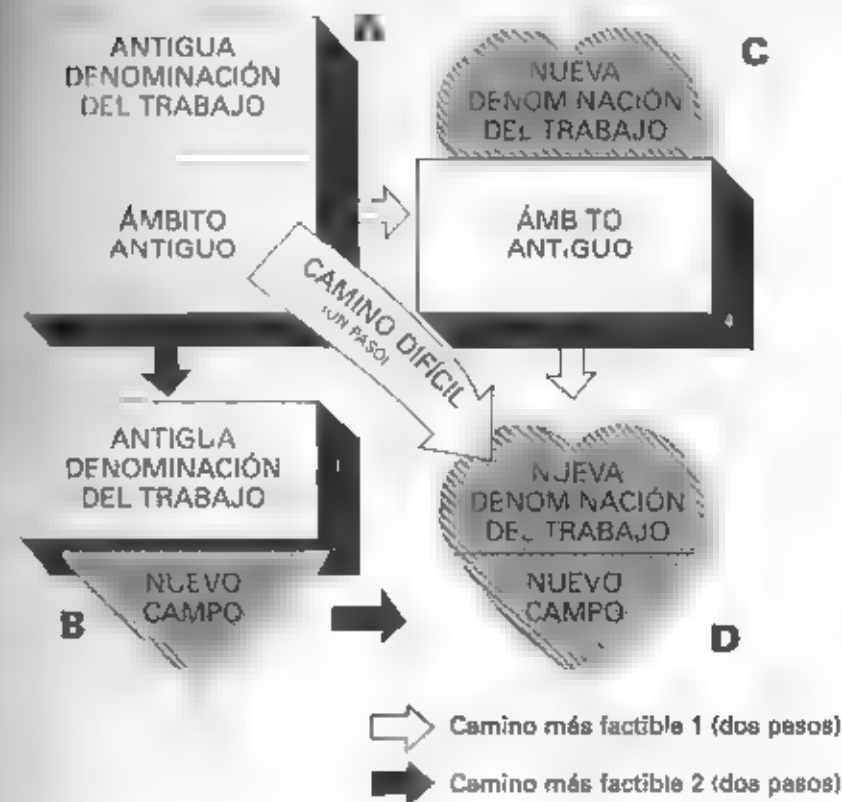 ANTIGUA
DENOMINACIÓN
DEL TRABAJO
ÁMBITO
ANTIGUO
C
NUEVA
DENOMINACIÓN
DEL TRABAJO
ÁMBITO
ANTIGUO
CAMINO DIFÍCIL
(UN PASO)
ANTIGUA
DENOMINACIÓN
DEL TRABAJO
NUEVO
CAMPO
B
NUEVA
DENOMINACIÓN
DEL TRABAJO
NUEVO
CAMPO
D
Camino más factible 1 (dos pasos)
Camino más factible 2 (dos pasos)